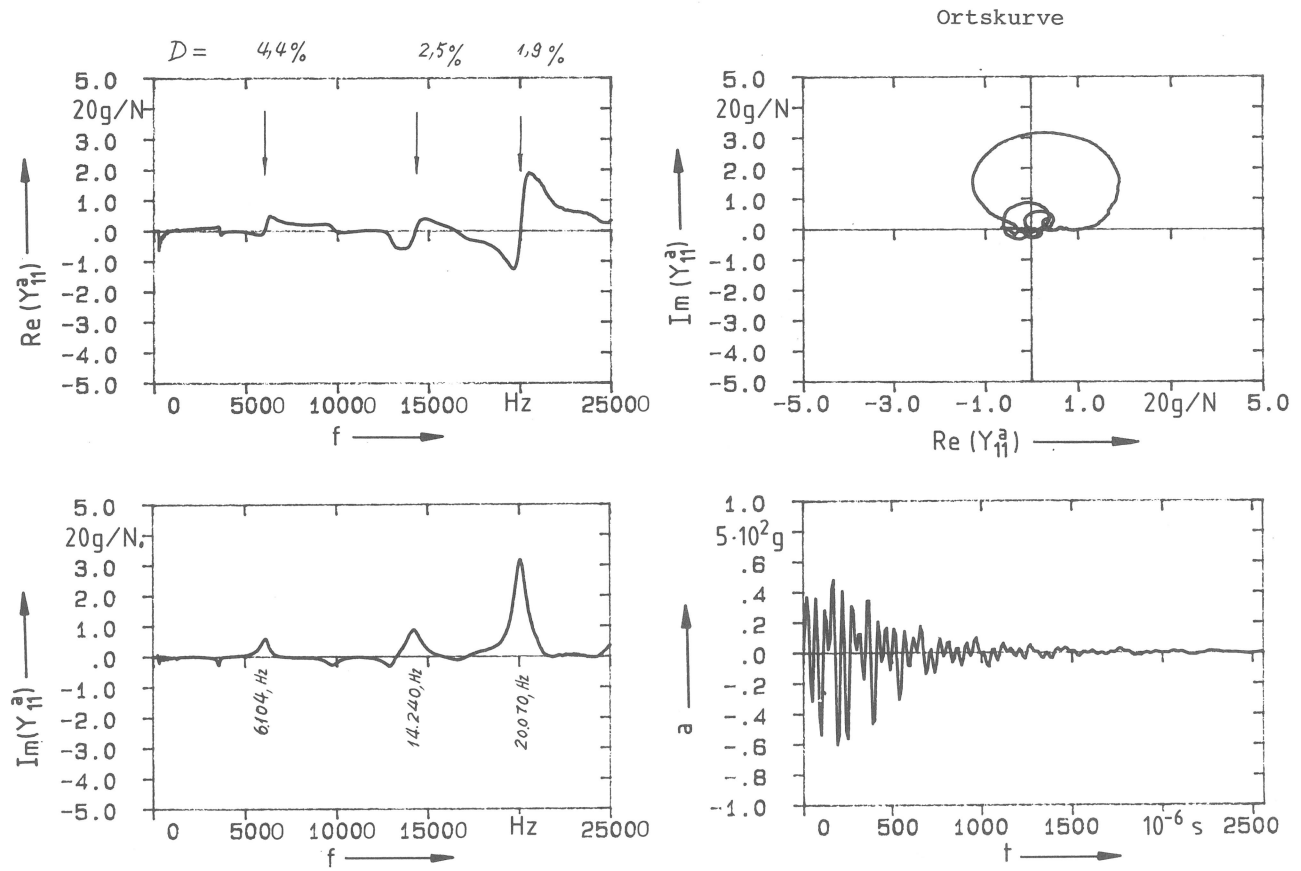 Ortskurve
D = 4,4% 2,5% 1,9%
5.0
20g/N
3.0
2.0
1.0
.0
-1.0
-2.0
-3.0
-4.0
-5.0
Re (Y₁₁ᵃ)
0 5000 10000 15000 Hz 25000
f
5.0
20g/N
3.0
2.0
1.0
.0
-1.0
-2.0
-3.0
-4.0
-5.0
Im (Y₁₁ᵃ)
-5.0 -3.0 -1.0 1.0 20g/N 5.0
Re (Y₁₁ᵃ)
5.0
20g/N
3.0
2.0
1.0
.0
-1.0
-2.0
-3.0
-4.0
-5.0
Im(Y₁₁ᵃ)
6.104, Hz
14.240, Hz
20.070, Hz
0 5000 10000 15000 Hz 25000
f
1.0
5·10²g
.6
.4
.2
.0
-.2
-.4
-.6
-.8
-1.0
a
0 500 1000 1500 10⁻⁶ s 2500
t